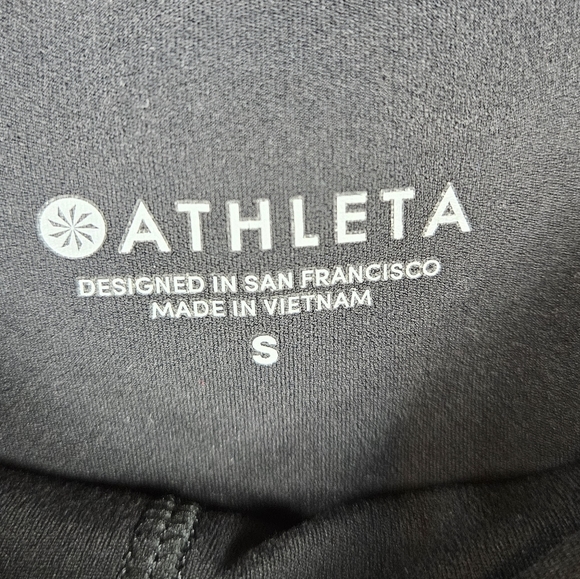 ATHLETA
DESIGNED IN SAN FRANCISCO
MADE IN VIETNAM
S